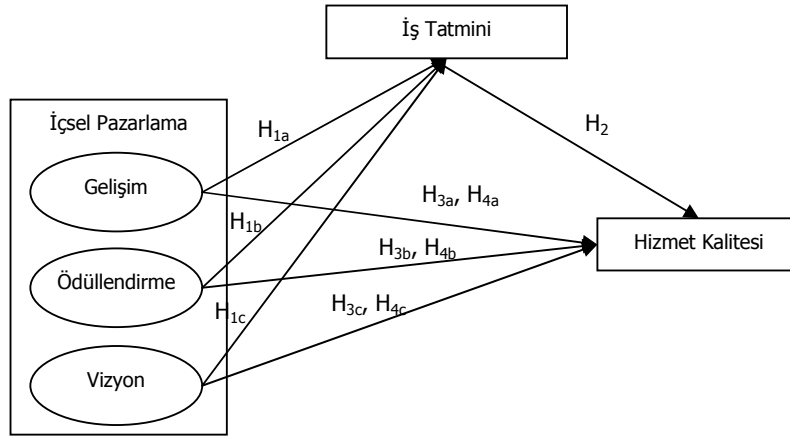 İş Tatmini
İçsel Pazarlama
H1a
H2
Gelişim
H3a, H4a
H1b
Hizmet Kalitesi
H3b, H4b
Ödüllendirme
H1c
H3c, H4c
Vizyon